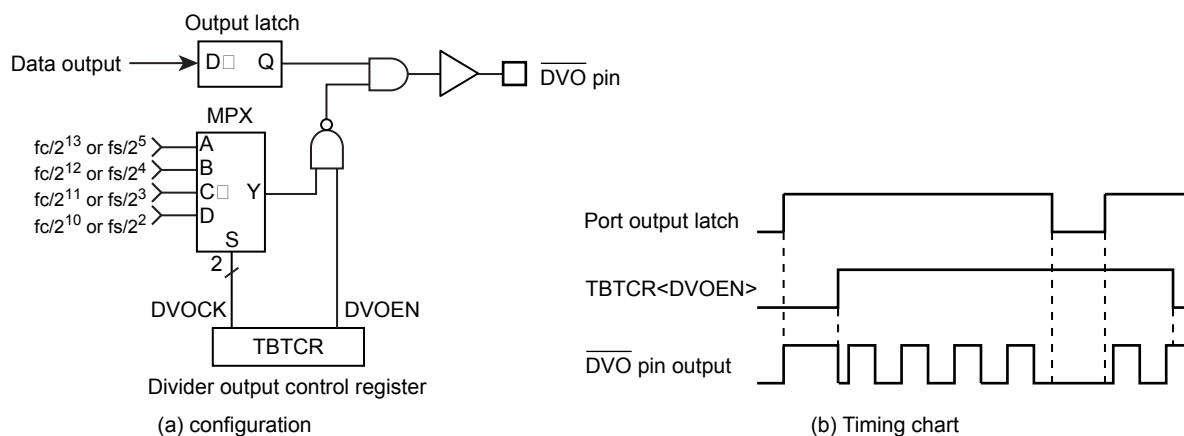 Output latch
Data output
D□ Q
DVO pin
MPX
fc/2^13 or fs/2^5
A
fc/2^12 or fs/2^4
B
fc/2^11 or fs/2^3
C□
Y
fc/2^10 or fs/2^2
D
S
2
DVOCK
DVOEN
TBTCR
Divider output control register
(a) configuration
Port output latch
TBTCR<DVOEN>
DVO pin output
(b) Timing chart